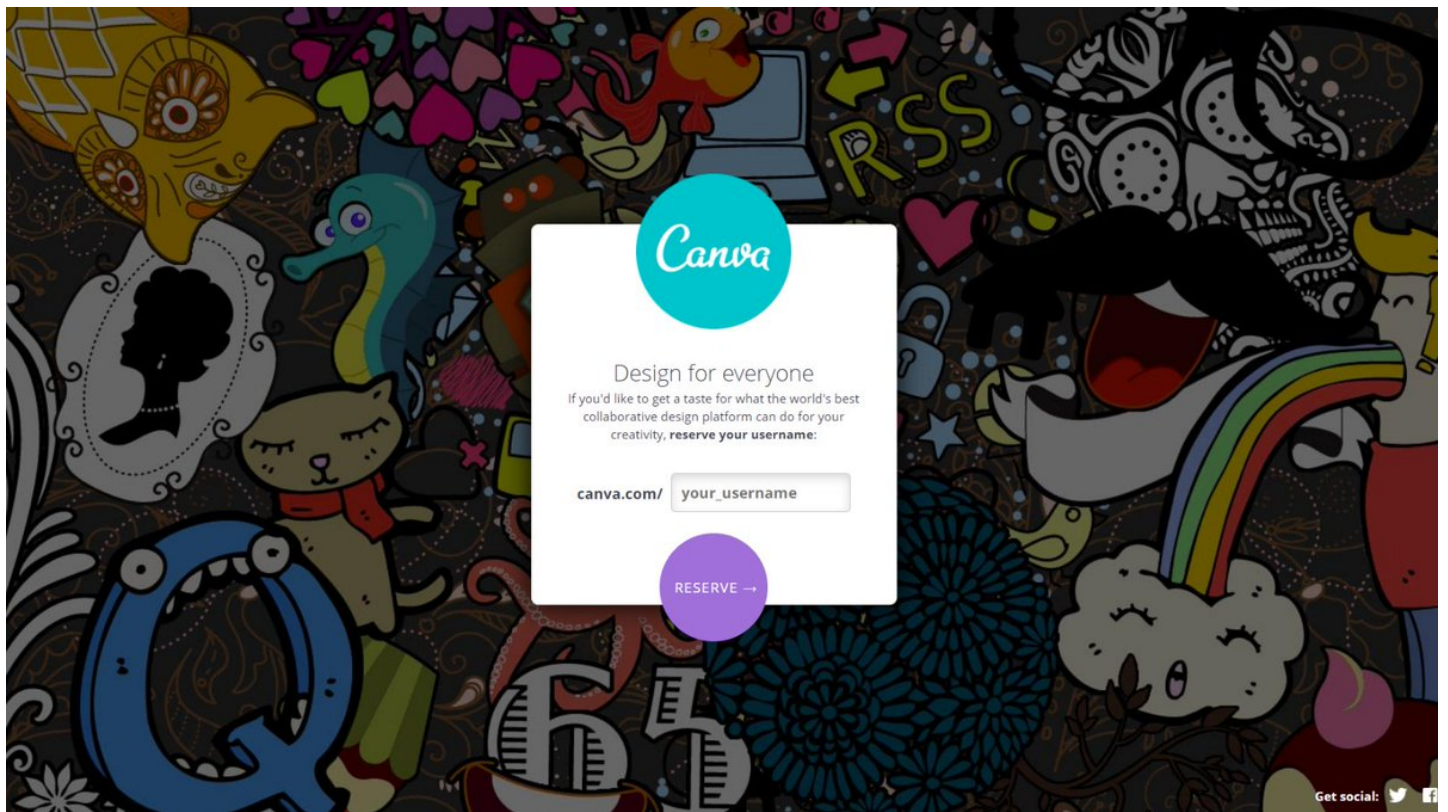 RSS
Canva
Design for everyone
If you'd like to get a taste for what the world's best
collaborative design platform can do for your
creativity, reserve your username:
canva.com/ your_username
RESERVE →
Q
65
Get social: